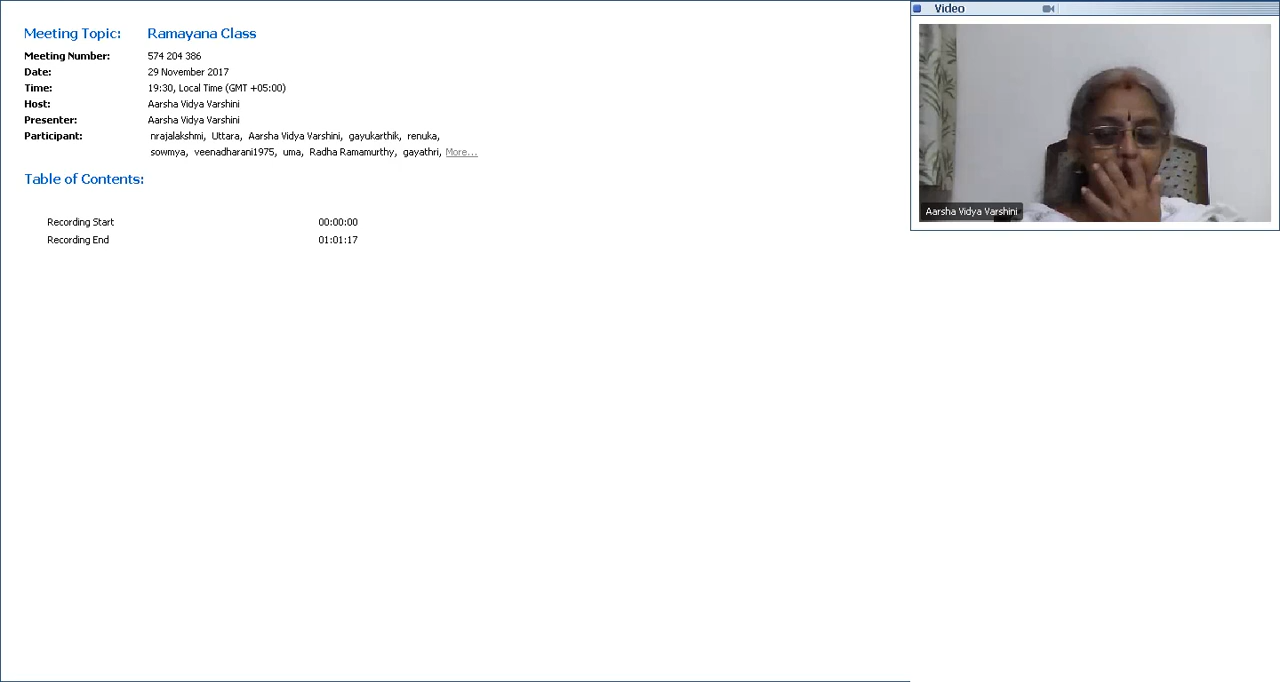 Meeting Topic: Ramayana Class
Meeting Number: 574 204 386
Date: 29 November 2017
Time: 19:30, Local Time (GMT +05:00)
Host: Aarsha Vidya Varshini
Presenter: Aarsha Vidya Varshini
Participant: nrajalakshmi, Uttara, Aarsha Vidya Varshini, gayukarthik, renuka,
sowmya, veenadharani1975, uma, Radha Ramamurthy, gayathri, More...
Table of Contents:
Recording Start 00:00:00
Recording End 01:01:17
Video
Aarsha Vidya Varshini